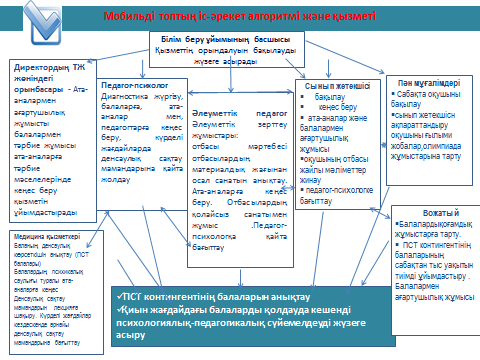 Мобильді топтың іс-әрекет алгоритмі және қызметі
Білім беру ұйымының басшысы
Қызметтің орындалуын бақылауды
жүзеге асырады
Директордың ТЖ
жөніндегі
орынбасары - Ата-
аналармен
ағартушылық
жұмысты
балалармен
тәрбие жұмысы
ата-аналарға
тәрбие
мәселелерінде
кеңес беру
қызметін
ұйымдастырады
Педагог-психолог
Диагностика жүргізу,
балаларға, ата-
аналар мен,
педагогтарға кеңес
беру, күрделі
жағдайларда
денсаулық сақтау
мамандарына қайта
жолдау
Әлеуметтік педагог
Әлеуметтік зерттеу
жұмыстары:
отбасы мәртебесі
отбасылардың
материалдық жағынан
осал санатын анықтау.
Ата-аналарға кеңес
беру. Отбасылардың
қолайсыз санатымен
жұмыс .Педагог-
психологқа қайта
бағыттау
Сынып жетекшісі
▪ бақылау
▪ кеңес беру
▪ ата-аналар және
балалармен
ағартушылық
жұмысы
▪оқушының отбасы
жайлы мәліметтер
жинау
▪ педагог-психологке
бағыттау
Пән мұғалімдері
▪ Сабақта оқушыны
бақылау
▪сынып жетекшісін
ақпараттандыру
оқушыны ғылыми
жобалар,олимпиада
жұмыстарына тарту
Медицина қызметкері
Баланың денсаулық
көрсеткішін анықтау (ПСТ
балалары)
Балалардың психикалық
саулығы туралы ата-
аналарға кеңес
Денсаулық сақтау
мамандарын лекцияға
шақыру. Күрделі жағдайлар
кездескенде арнайы
денсаулық сақтау
мамандарына бағыттау
Вожатый
▪Балалардықоғамдық
жұмыстарға тарту.
▪ ПСТ контингентінің
балаларының
сабақтан тыс уақытын
тиімді ұйымдастыру .
Балалармен
ағартушылық жұмысы
✓ПСТ контингентінің балаларын анықтау
✓Қиын жағдайдағы балаларды қолдауда кешенді
психологиялық-педагогикалық сүйемелдеуді жүзеге
асыру